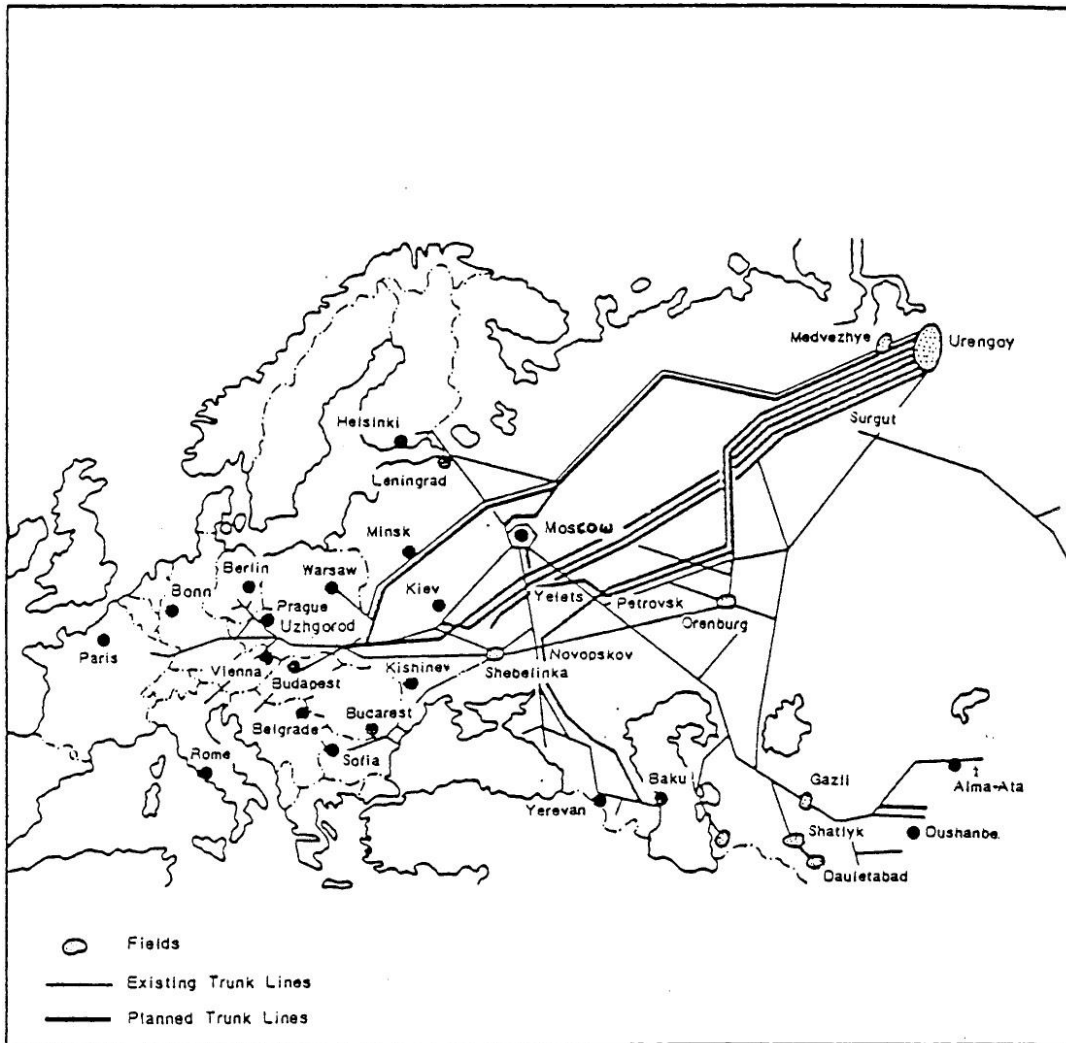 Medvezhye
Urengoy
Surgut
Helsinki
Leningrad
Moscow
Minsk
Berlin
Warsaw
Kiev
Bonn
Yelets
Petrovsk
Prague
Uzhgorod
Orenburg
Paris
Novopskov
Vienna
Kishinev
Shebelinka
Budapest
Bucarest
Belgrade
Sofia
Rome
Baku
Gazli
Alma-Ata
Yerevan
Shatlyk
Dushanbe.
Dauletabad
Fields
Existing Trunk Lines
Planned Trunk Lines